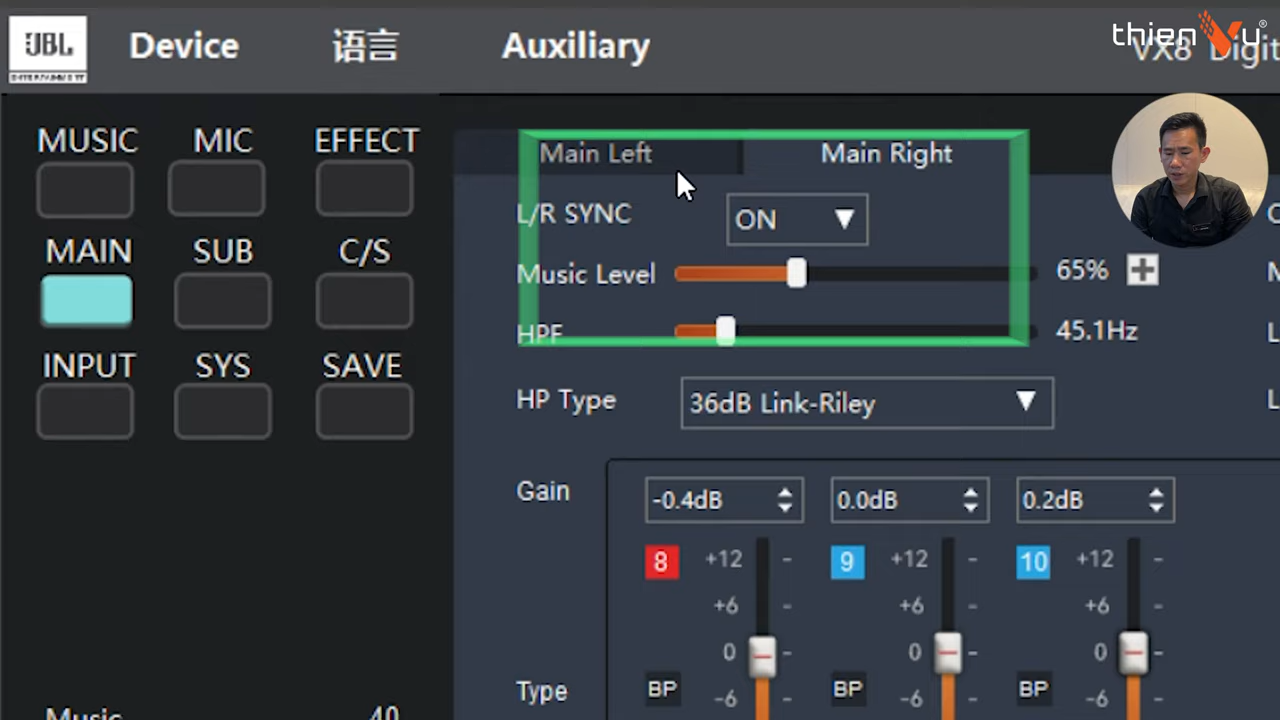 JBL
Device
语言
Auxiliary
VX8 Digit
thien Vu®
MUSIC MIC EFFECT
MAIN SUB C/S
INPUT SYS SAVE
Main Left Main Right
L/R SYNC ON
Music Level 65%
HPF 45.1Hz
HP Type 36dB Link-Riley
Gain -0.4dB 0.0dB 0.2dB
8 +12 9 +12 10 +12
+6 +6 +6
0 0 0
Type BP -6 BP -6 BP -6
Music 40